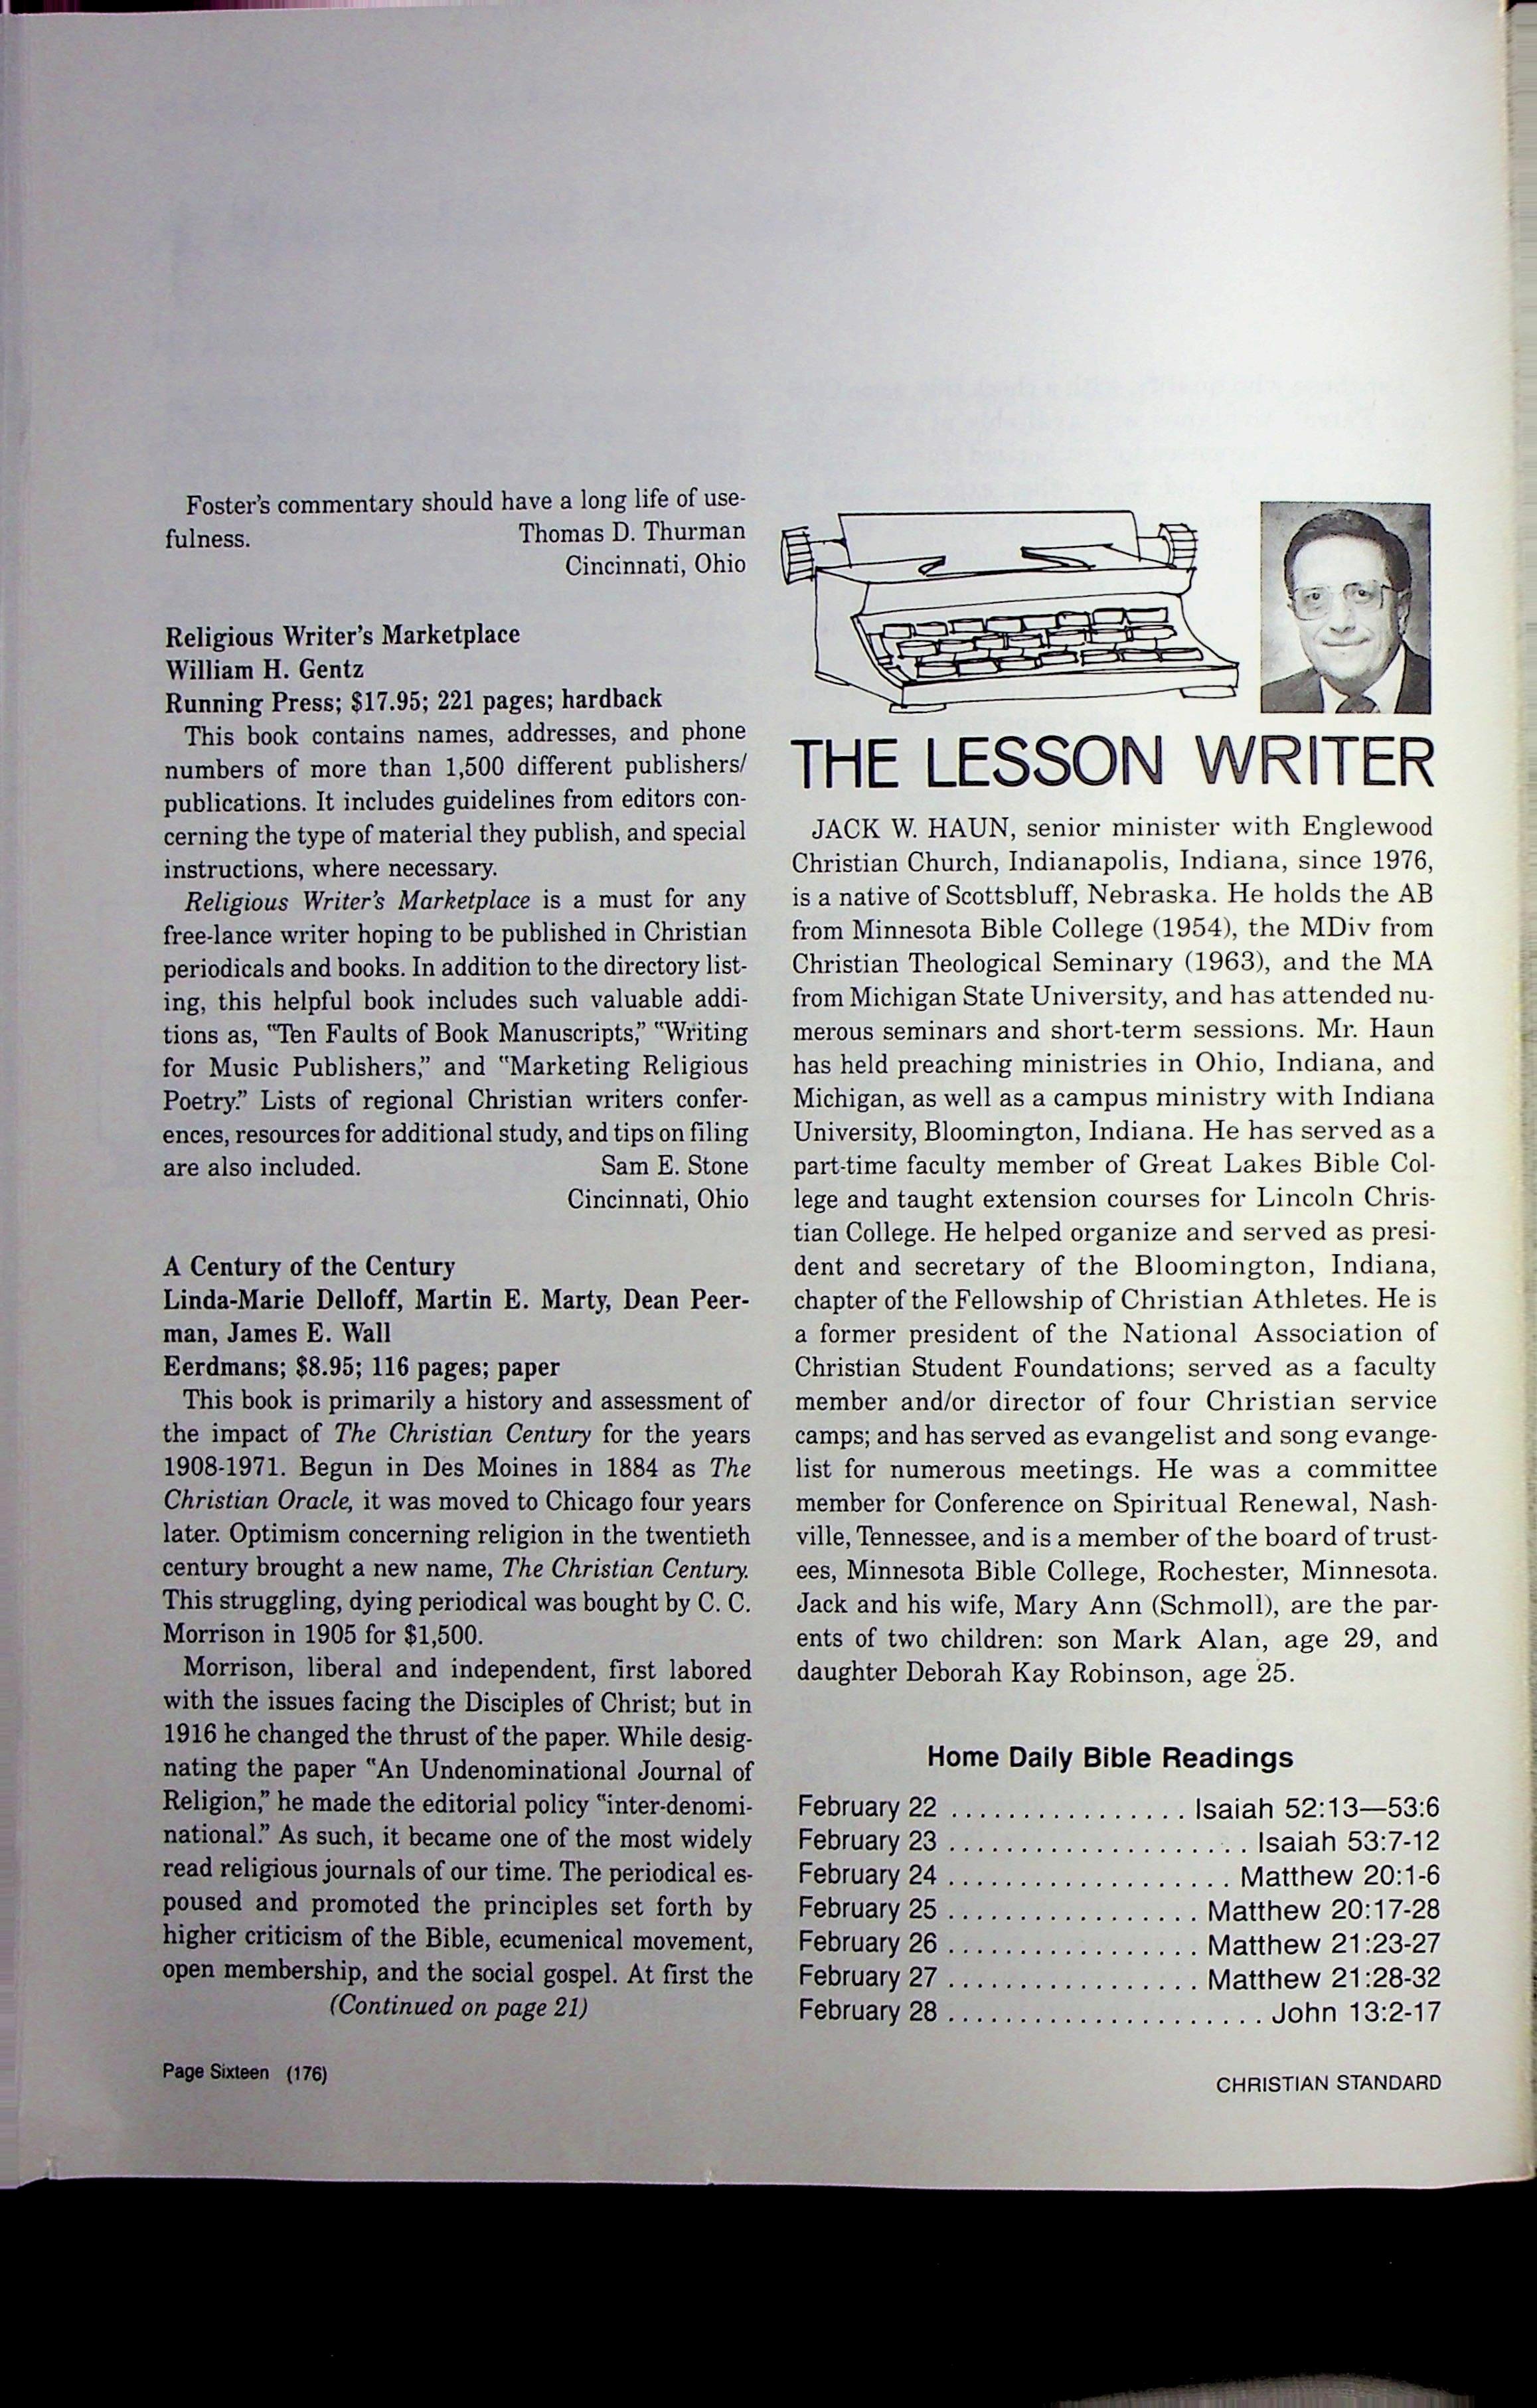 Foster's commentary should have a long life of use-
fulness. Thomas D. Thurman
Cincinnati, Ohio
Religious Writer's Marketplace
William H. Gentz
Running Press; $17.95; 221 pages; hardback
This book contains names, addresses, and phone
numbers of more than 1,500 different publishers/
publications. It includes guidelines from editors con-
cerning the type of material they publish, and special
instructions, where necessary.
Religious Writer's Marketplace is a must for any
free-lance writer hoping to be published in Christian
periodicals and books. In addition to the directory list-
ing, this helpful book includes such valuable addi-
tions as, "Ten Faults of Book Manuscripts," "Writing
for Music Publishers," and "Marketing Religious
Poetry." Lists of regional Christian writers confer-
ences, resources for additional study, and tips on filing
are also included. Sam E. Stone
Cincinnati, Ohio
A Century of the Century
Linda-Marie Delloff, Martin E. Marty, Dean Peer-
man, James E. Wall
Eerdmans; $8.95; 116 pages; paper
This book is primarily a history and assessment of
the impact of The Christian Century for the years
1908-1971. Begun in Des Moines in 1884 as The
Christian Oracle, it was moved to Chicago four years
later. Optimism concerning religion in the twentieth
century brought a new name, The Christian Century.
This struggling, dying periodical was bought by C. C.
Morrison in 1905 for $1,500.
Morrison, liberal and independent, first labored
with the issues facing the Disciples of Christ; but in
1916 he changed the thrust of the paper. While desig-
nating the paper "An Undenominational Journal of
Religion," he made the editorial policy "inter-denomi-
national." As such, it became one of the most widely
read religious journals of our time. The periodical es-
poused and promoted the principles set forth by
higher criticism of the Bible, ecumenical movement,
open membership, and the social gospel. At first the
(Continued on page 21)
THE LESSON WRITER
JACK W. HAUN, senior minister with Englewood
Christian Church, Indianapolis, Indiana, since 1976,
is a native of Scottsbluff, Nebraska. He holds the AB
from Minnesota Bible College (1954), the MDiv from
Christian Theological Seminary (1963), and the MA
from Michigan State University, and has attended nu-
merous seminars and short-term sessions. Mr. Haun
has held preaching ministries in Ohio, Indiana, and
Michigan, as well as a campus ministry with Indiana
University, Bloomington, Indiana. He has served as a
part-time faculty member of Great Lakes Bible Col-
lege and taught extension courses for Lincoln Chris-
tian College. He helped organize and served as presi-
dent and secretary of the Bloomington, Indiana,
chapter of the Fellowship of Christian Athletes. He is
a former president of the National Association of
Christian Student Foundations; served as a faculty
member and/or director of four Christian service
camps; and has served as evangelist and song evange-
list for numerous meetings. He was a committee
member for Conference on Spiritual Renewal, Nash-
ville, Tennessee, and is a member of the board of trust-
ees, Minnesota Bible College, Rochester, Minnesota.
Jack and his wife, Mary Ann (Schmoll), are the par-
ents of two children: son Mark Alan, age 29, and
daughter Deborah Kay Robinson, age 25.
Home Daily Bible Readings
February 22 . . . . . . . . . . . . . . . . . Isaiah 52:13—53:6
February 23 . . . . . . . . . . . . . . . . . . . . . Isaiah 53:7-12
February 24 . . . . . . . . . . . . . . . . . . . . Matthew 20:1-6
February 25 . . . . . . . . . . . . . . . . . . Matthew 20:17-28
February 26 . . . . . . . . . . . . . . . . . . Matthew 21:23-27
February 27 . . . . . . . . . . . . . . . . . . Matthew 21:28-32
February 28 . . . . . . . . . . . . . . . . . . . . . . . John 13:2-17
Page Sixteen (176)
CHRISTIAN STANDARD